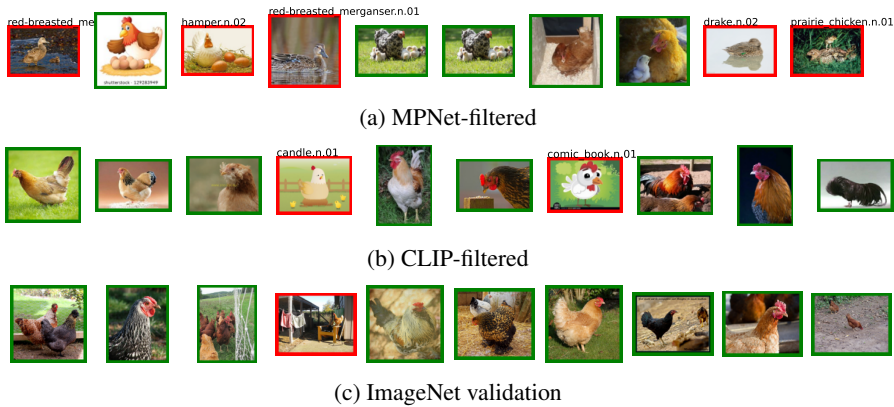 red-breasted_me
hamper.n.02
red-breasted_merganser.n.01
drake.n.02
prairie_chicken.n.01
shutterstock
(a) MPNet-filtered
candle.n.01
comic_book.n.01
(b) CLIP-filtered
(c) ImageNet validation